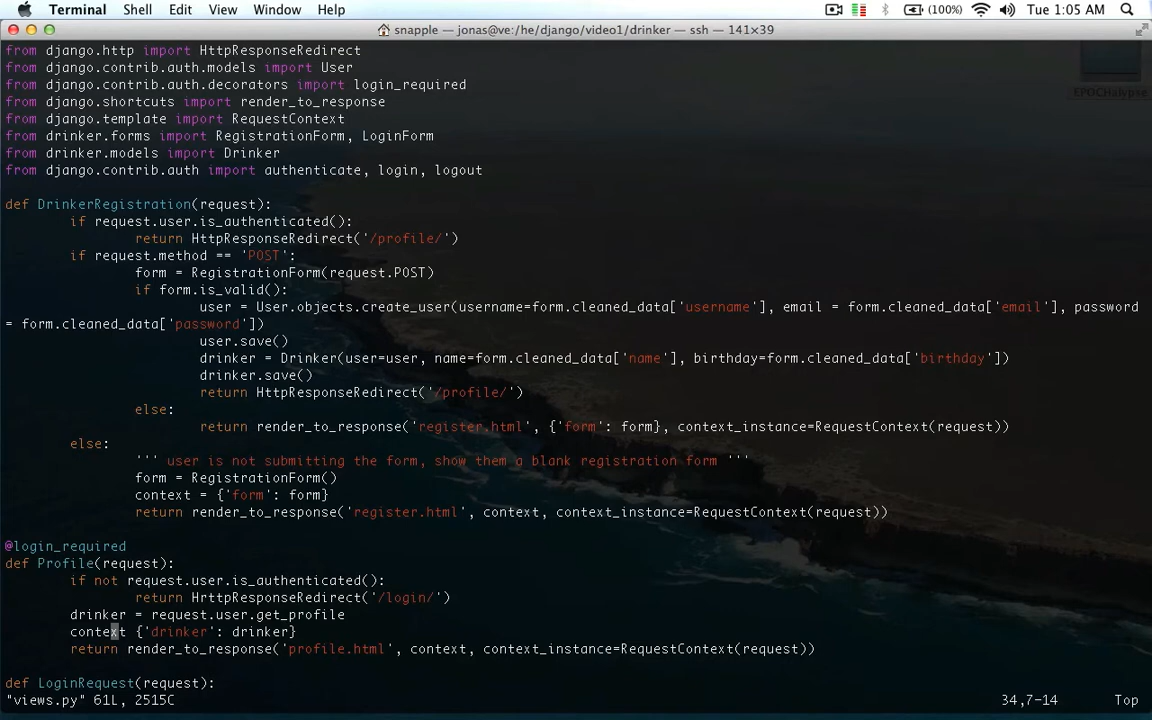 Terminal Shell Edit View Window Help (100%) Tue 1:05 AM
snapple — jonas@ve:/he/django/video1/drinker — ssh — 141×39
EPOCHalypse
from django.http import HttpResponseRedirect
from django.contrib.auth.models import User
from django.contrib.auth.decorators import login_required
from django.shortcuts import render_to_response
from django.template import RequestContext
from drinker.forms import RegistrationForm, LoginForm
from drinker.models import Drinker
from django.contrib.auth import authenticate, login, logout
def DrinkerRegistration(request):
if request.user.is_authenticated():
return HttpResponseRedirect('/profile/')
if request.method == 'POST':
form = RegistrationForm(request.POST)
if form.is_valid():
user = User.objects.create_user(username=form.cleaned_data['username'], email = form.cleaned_data['email'], password
= form.cleaned_data['password'])
user.save()
drinker = Drinker(user=user, name=form.cleaned_data['name'], birthday=form.cleaned_data['birthday'])
drinker.save()
return HttpResponseRedirect('/profile/')
else:
return render_to_response('register.html', {'form': form}, context_instance=RequestContext(request))
else:
''' user is not submitting the form, show them a blank registration form '''
form = RegistrationForm()
context = {'form': form}
return render_to_response('register.html', context, context_instance=RequestContext(request))
@login_required
def Profile(request):
if not request.user.is_authenticated():
return HrttpResponseRedirect('/login/')
drinker = request.user.get_profile
context {'drinker': drinker}
return render_to_response('profile.html', context, context_instance=RequestContext(request))
def LoginRequest(request):
"views.py" 61L, 2515C 34,7-14 Top